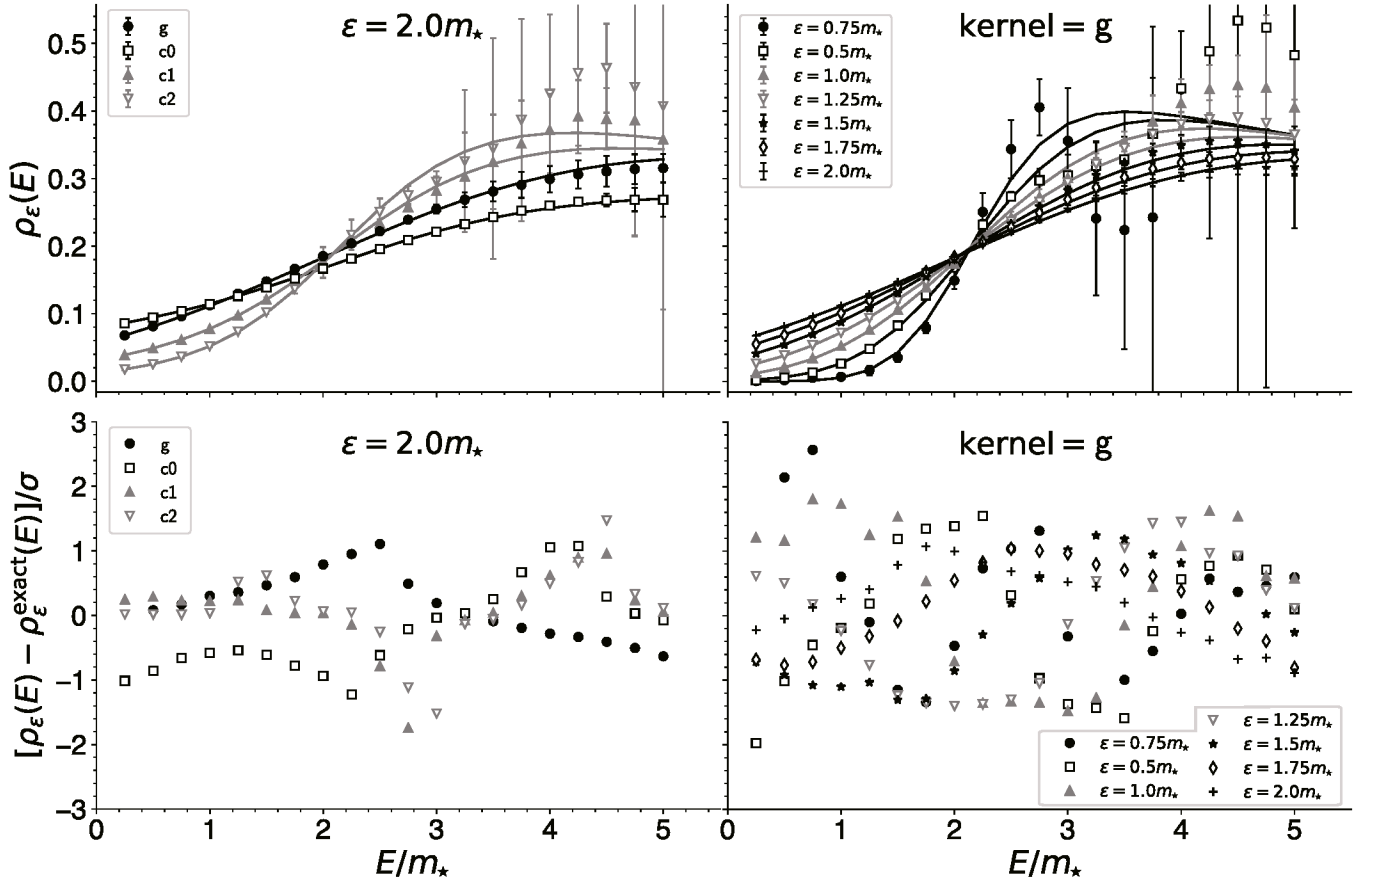 ε = 2.0m⋆
g
c0
c1
c2
0.5
0.4
0.3
0.2
0.1
0.0
ρε(E)
kernel = g
ε = 0.75m⋆
ε = 0.5m⋆
ε = 1.0m⋆
ε = 1.25m⋆
ε = 1.5m⋆
ε = 1.75m⋆
ε = 2.0m⋆
ε = 2.0m⋆
g
c0
c1
c2
3
2
1
0
−1
−2
−3
[ρε(E) − ρε^exact(E)]/σ
0 1 2 3 4 5
E/m⋆
kernel = g
ε = 0.75m⋆
ε = 0.5m⋆
ε = 1.0m⋆
ε = 1.25m⋆
ε = 1.5m⋆
ε = 1.75m⋆
ε = 2.0m⋆
0 1 2 3 4 5
E/m⋆